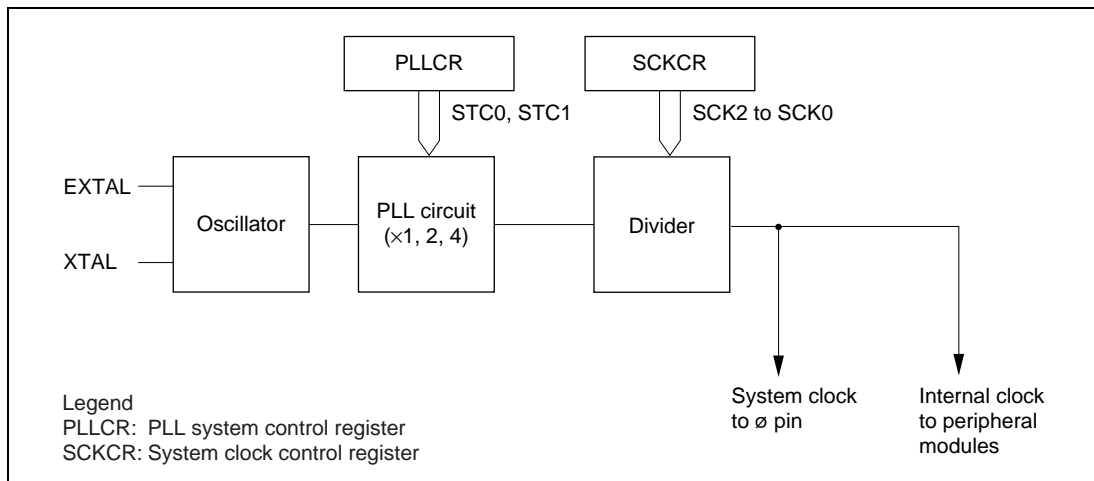 PLLCR
SCKCR
STC0, STC1
SCK2 to SCK0
EXTAL
XTAL
Oscillator
PLL circuit
(×1, 2, 4)
Divider
System clock
to ø pin
Internal clock
to peripheral
modules
Legend
PLLCR: PLL system control register
SCKCR: System clock control register